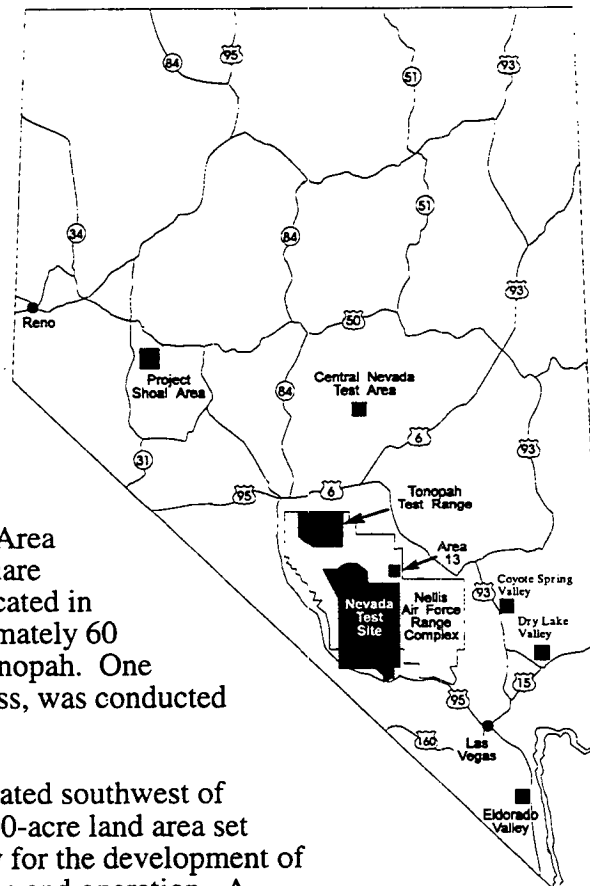 84
95
51
93
34
84
51
93
Reno
50
Project
Shoal Area
84
Central Nevada
Test Area
6
93
31
95
6
Tonopah
Test Range
Area
13
93
Coyote Spring
Valley
Dry Lake
Valley
Nevada
Test
Site
Nellis
Air Force
Range
Complex
95
15
160
Las
Vegas
Eldorado
Valley
Area
are
cated in
mately 60
nopah. One
ss, was conducted
ated southwest of
0-acre land area set
y for the development of
and operation. A